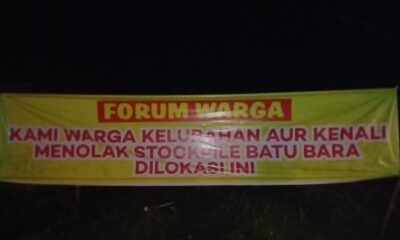 FORUM WARGA
KAMI WARGA KELURAHAN AUR KENALI
MENOLAK STOCKPILE BATU BARA
DILOKASI INI